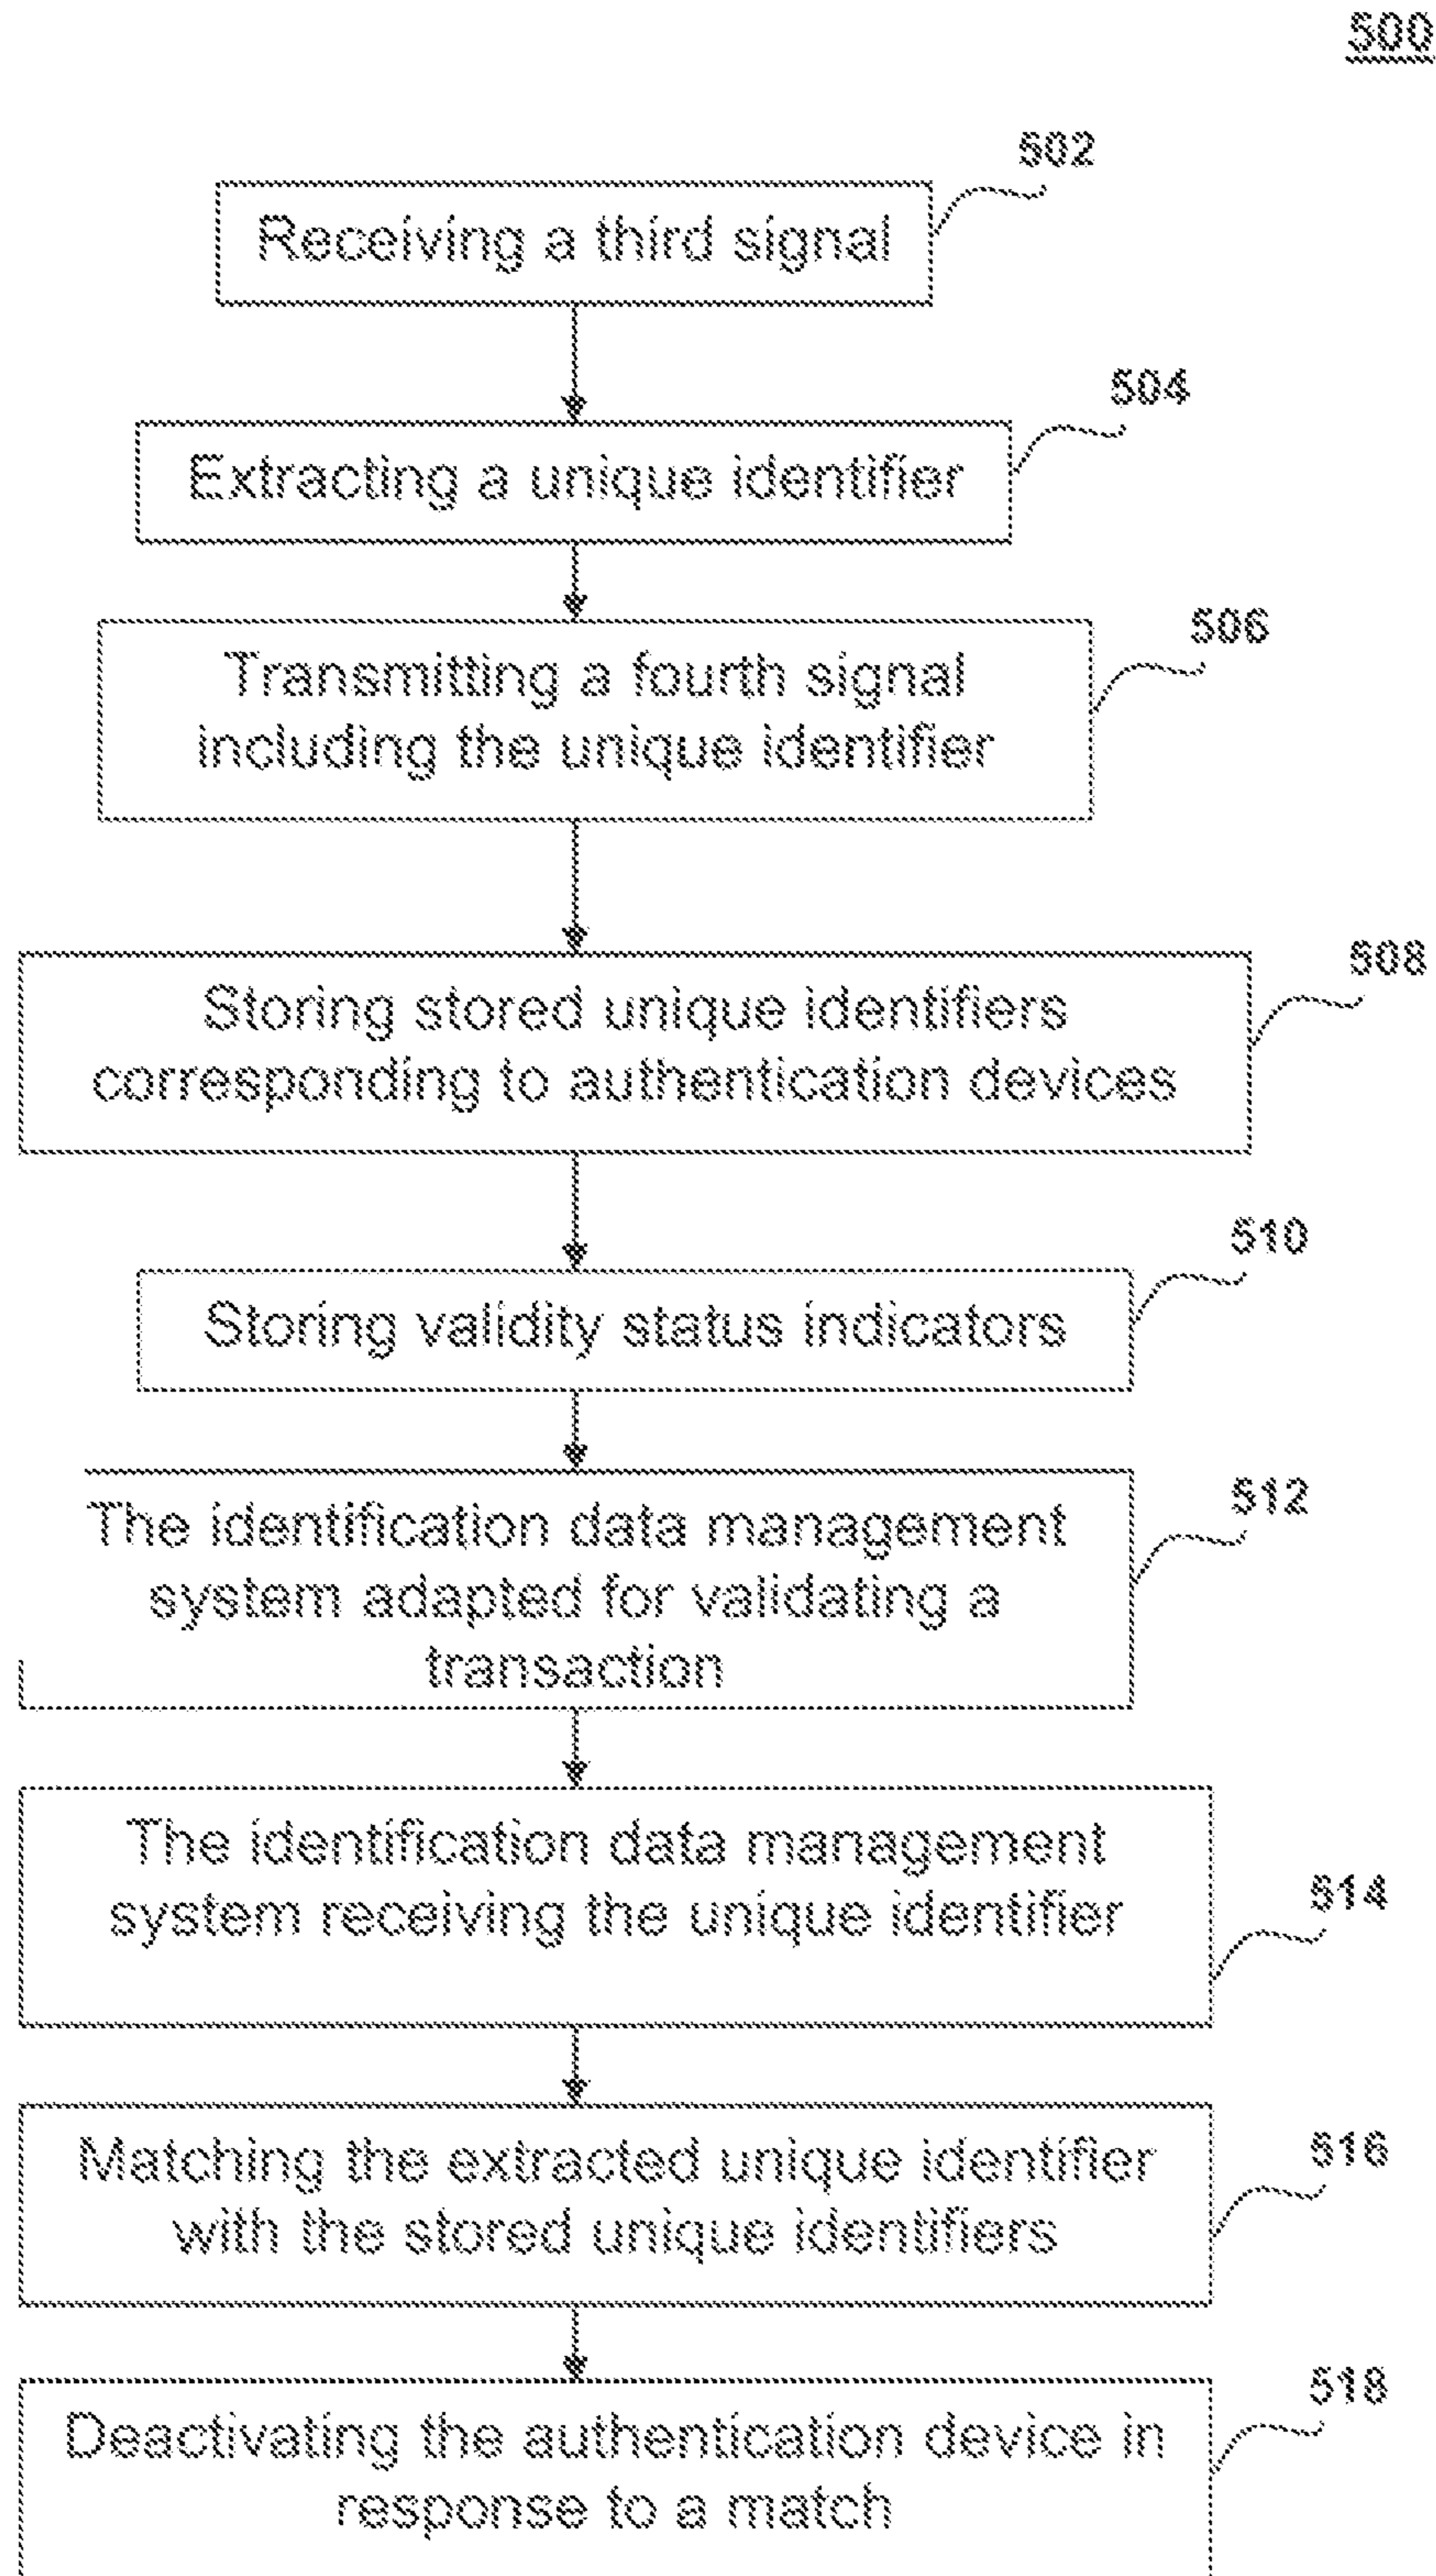 500
502
Receiving a third signal
504
Extracting a unique identifier
506
Transmitting a fourth signal
including the unique identifier
508
Storing stored unique identifiers
corresponding to authentication devices
510
Storing validity status indicators
512
The identification data management
system adapted for validating a
transaction
514
The identification data management
system receiving the unique identifier
516
Matching the extracted unique identifier
with the stored unique identifiers
518
Deactivating the authentication device in
response to a match